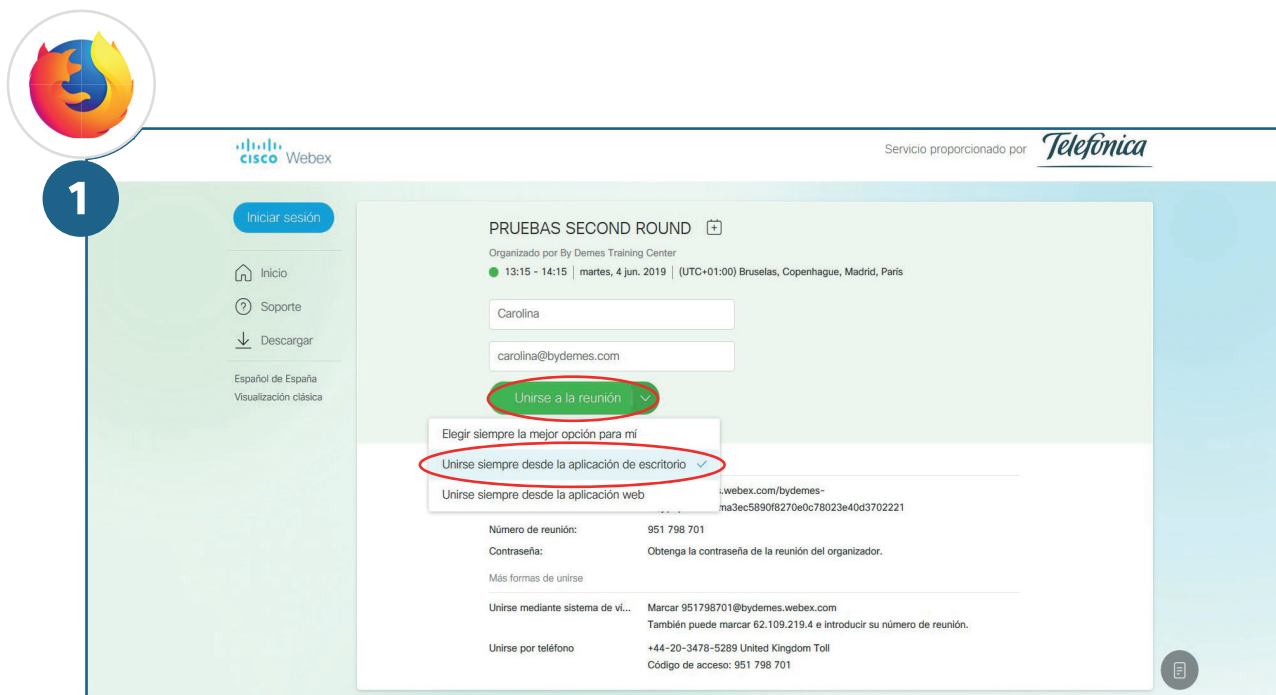 1
cisco Webex
Servicio proporcionado por Telefónica
Iniciar sesión
Inicio
Soporte
Descargar
Español de España
Visualización clásica
PRUEBAS SECOND ROUND
Organizado por By Demes Training Center
13:15 - 14:15 | martes, 4 jun. 2019 | (UTC+01:00) Bruselas, Copenhague, Madrid, París
Carolina
carolina@bydemes.com
Unirse a la reunión
Elegir siempre la mejor opción para mí
Unirse siempre desde la aplicación de escritorio
Unirse siempre desde la aplicación web
.webex.com/bydemes-
ma3ec5890f8270e0c78023e40d3702221
Número de reunión: 951 798 701
Contraseña: Obtenga la contraseña de la reunión del organizador.
Más formas de unirse
Unirse mediante sistema de ví... Marcar 951798701@bydemes.webex.com
También puede marcar 62.109.219.4 e introducir su número de reunión.
Unirse por teléfono +44-20-3478-5289 United Kingdom Toll
Código de acceso: 951 798 701